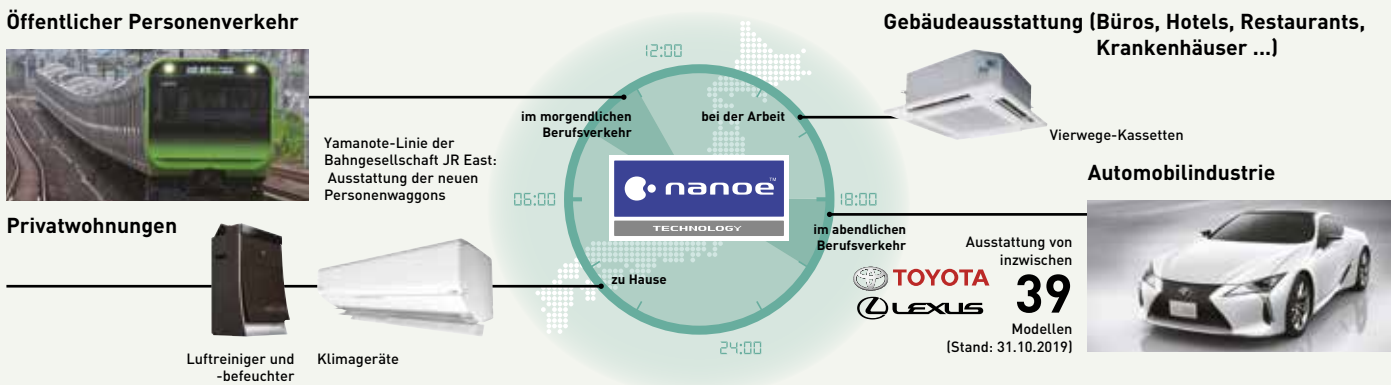 Öffentlicher Personenverkehr
Yamanote-Linie der
Bahngesellschaft JR East:
Ausstattung der neuen
Personenwaggons
Privatwohnungen
Luftreiniger und
-befeuchter
Klimageräte
12:00
im morgendlichen
Berufsverkehr
bei der Arbeit
nanoe™
TECHNOLOGY
06:00
18:00
im abendlichen
Berufsverkehr
zu Hause
24:00
Gebäudeausstattung (Büros, Hotels, Restaurants,
Krankenhäuser ...)
Vierwege-Kassetten
Automobilindustrie
Ausstattung von
inzwischen
TOYOTA
LEXUS
39
Modellen
(Stand: 31.10.2019)